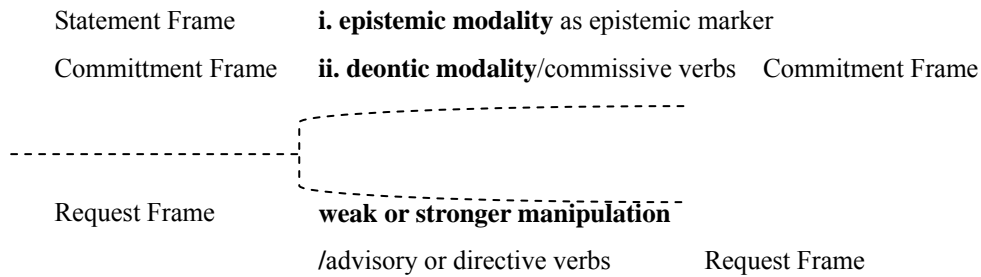 Statement Frame i. epistemic modality as epistemic marker
Committment Frame ii. deontic modality/commissive verbs Commitment Frame
Request Frame weak or stronger manipulation
/advisory or directive verbs Request Frame